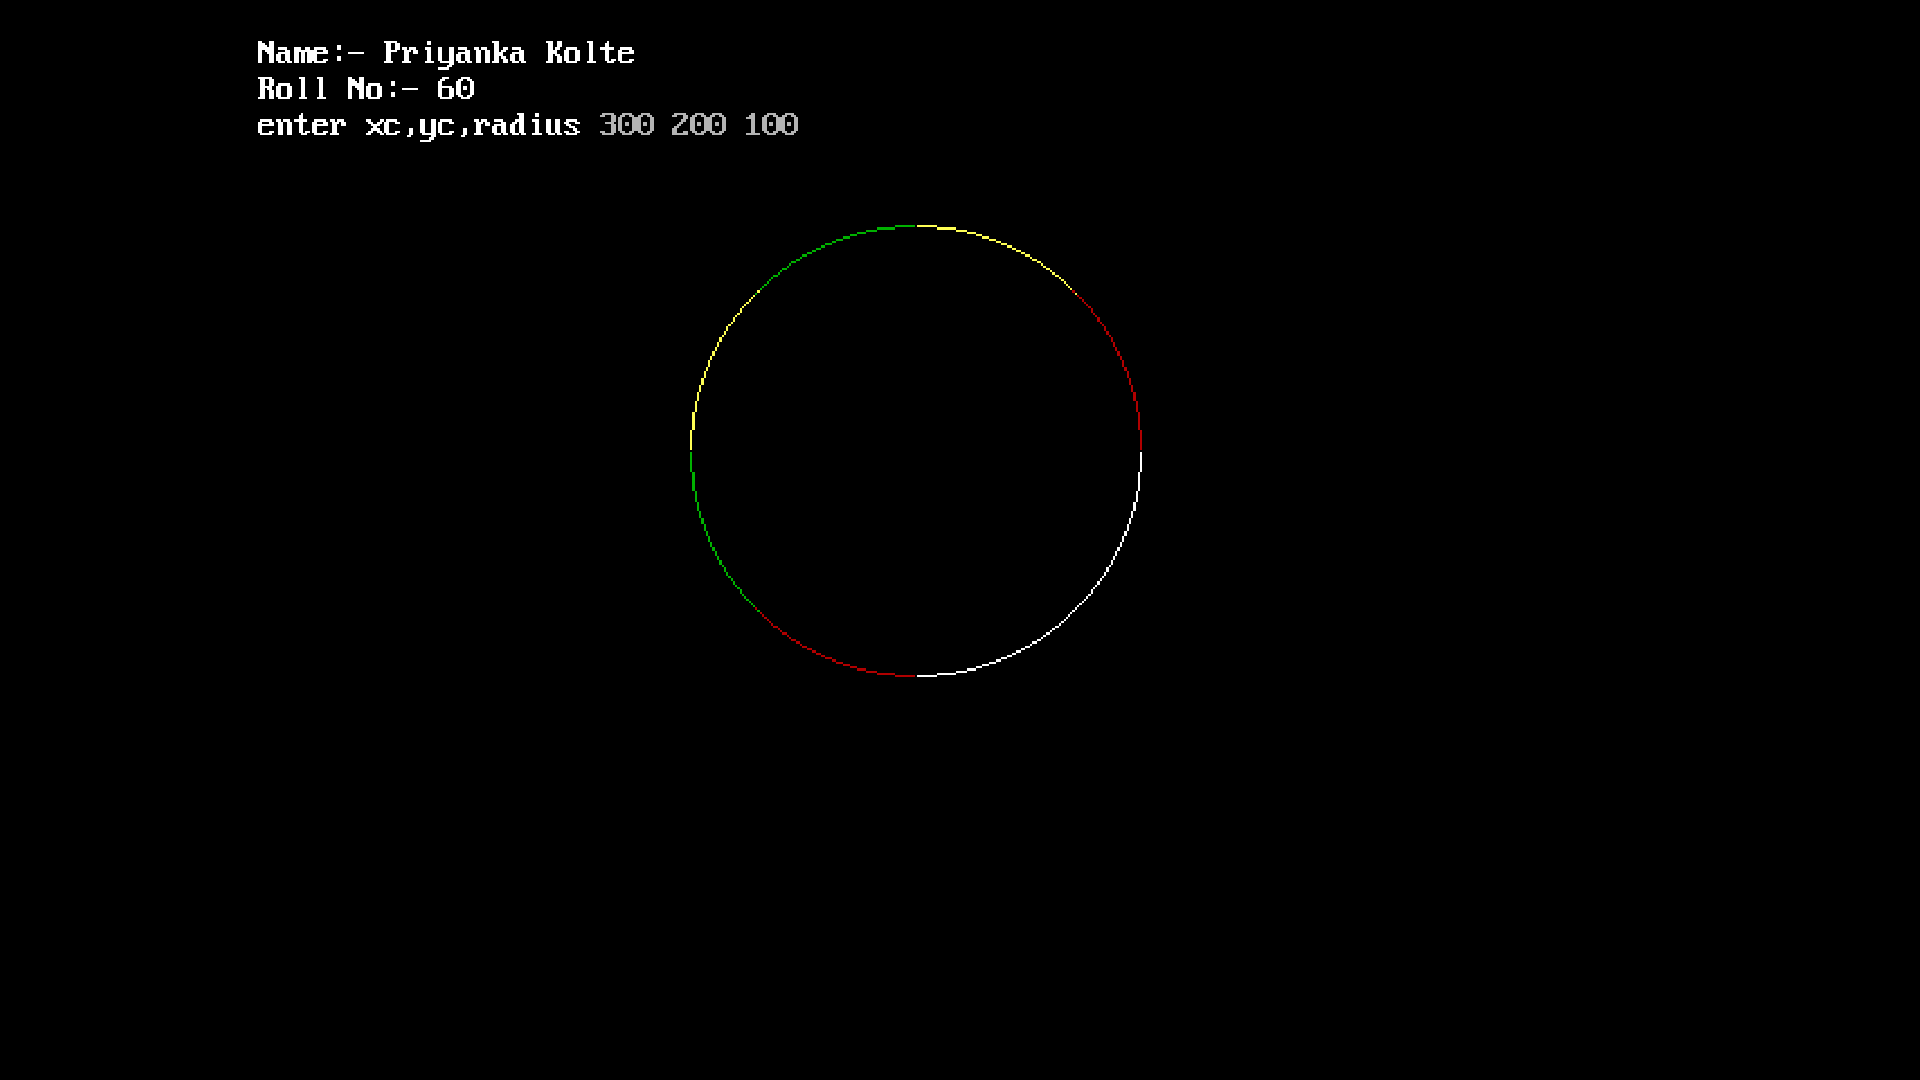 Name:- Priyanka Kolte
Roll No:- 60
enter xc,yc,radius 300 200 100